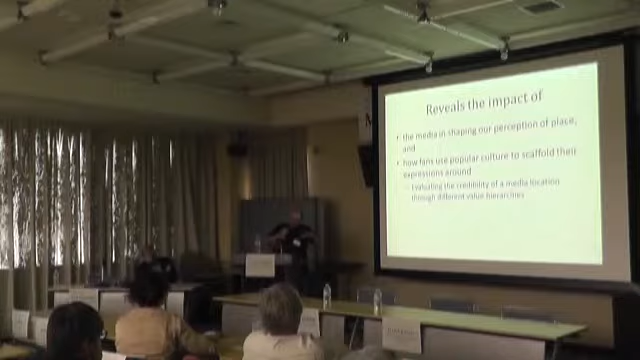 Reveals the impact of
• the media in shaping our perception of place,
and
• how fans use popular culture to scaffold their
expressions around
– Evaluating the credibility of a media location
through different value hierarchies